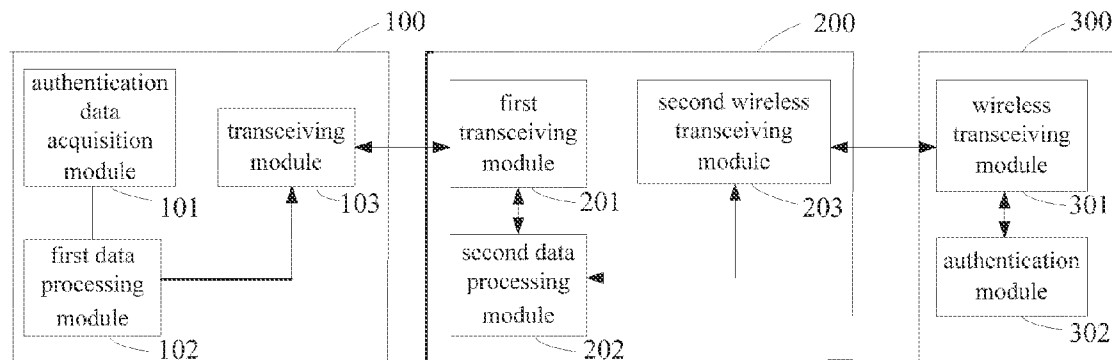 100
200
300
authentication
data
acquisition
module
101
transceiving
module
103
first data
processing
module
102
first
transceiving
module
201
second wireless
transceiving
module
203
second data
processing
module
202
wireless
transceiving
module
301
authentication
module
302